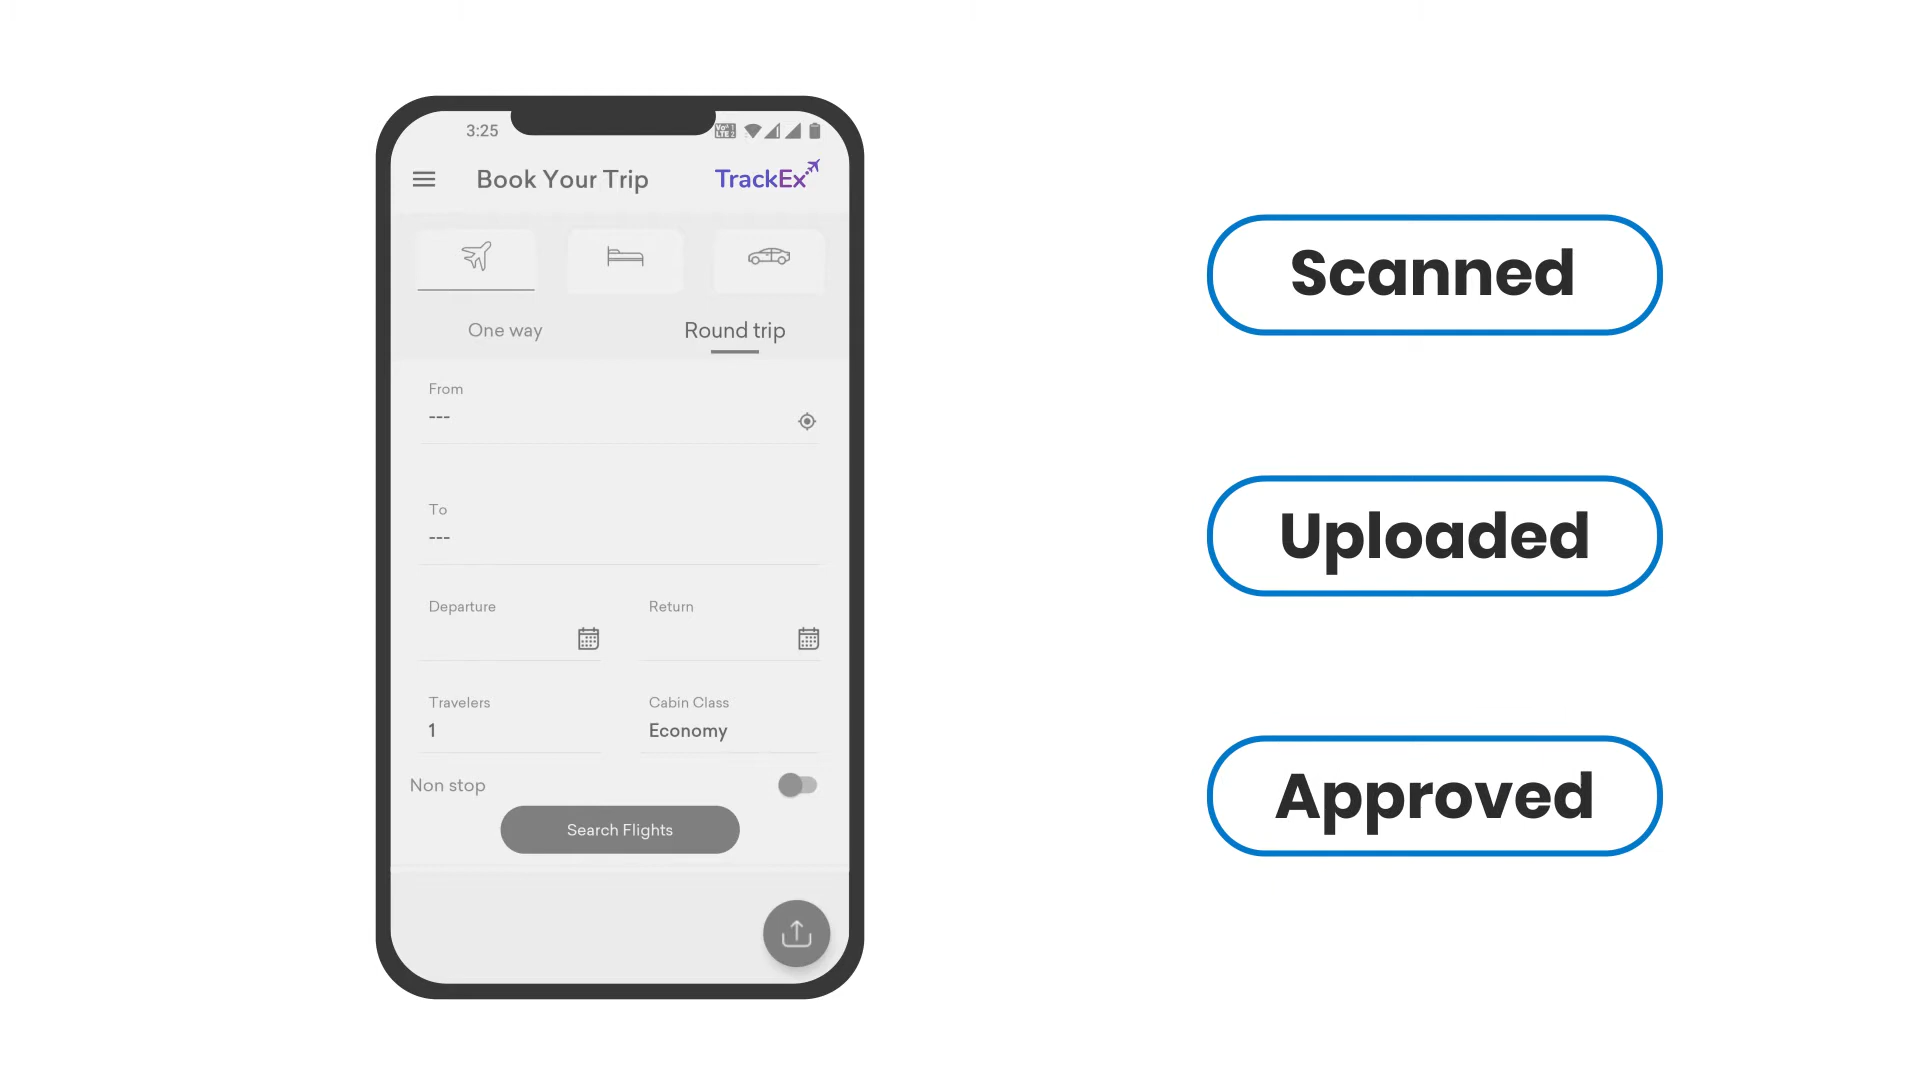 3:25
Book Your Trip
TrackEx
One way
Round trip
From
---
To
---
Departure
Return
Travelers
Cabin Class
1
Economy
Non stop
Search Flights
Scanned
Uploaded
Approved